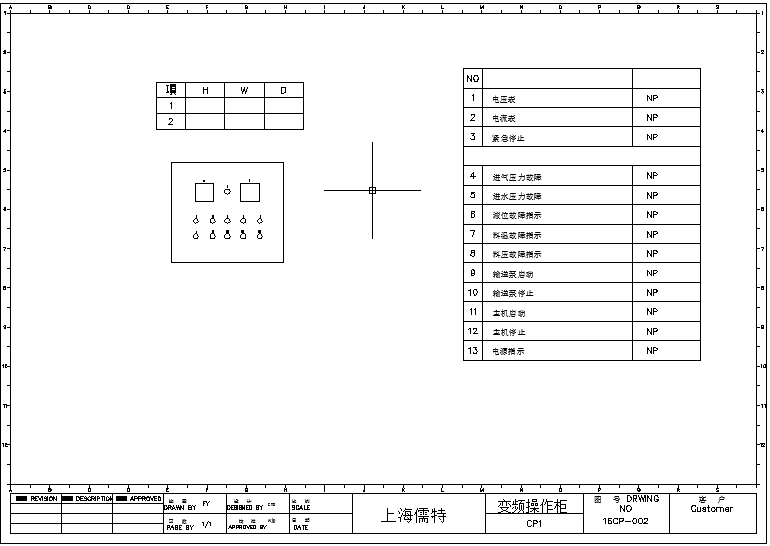 A B C D E F G H I J K L M N O P Q R S
項 H W D
1
2
NO
1 电压表 NP
2 电流表 NP
3 紧急停止 NP
4 进气压力故障 NP
5 进水压力故障 NP
6 液位故障指示 NP
7 料温故障指示 NP
8 料压故障指示 NP
9 输送泵启动 NP
10 输送泵停止 NP
11 主机启动 NP
12 主机停止 NP
13 电源指示 NP
REVISION DESCRIPTION APPROVED
DRAWN BY FY
DESIGNED BY
SCALE
PAGE BY 1/1
APPROVED BY
日期 DATE
上海儒特
变频操作柜
CP1
图 号 DRWING
NO
16CP-002
客 户
Customer